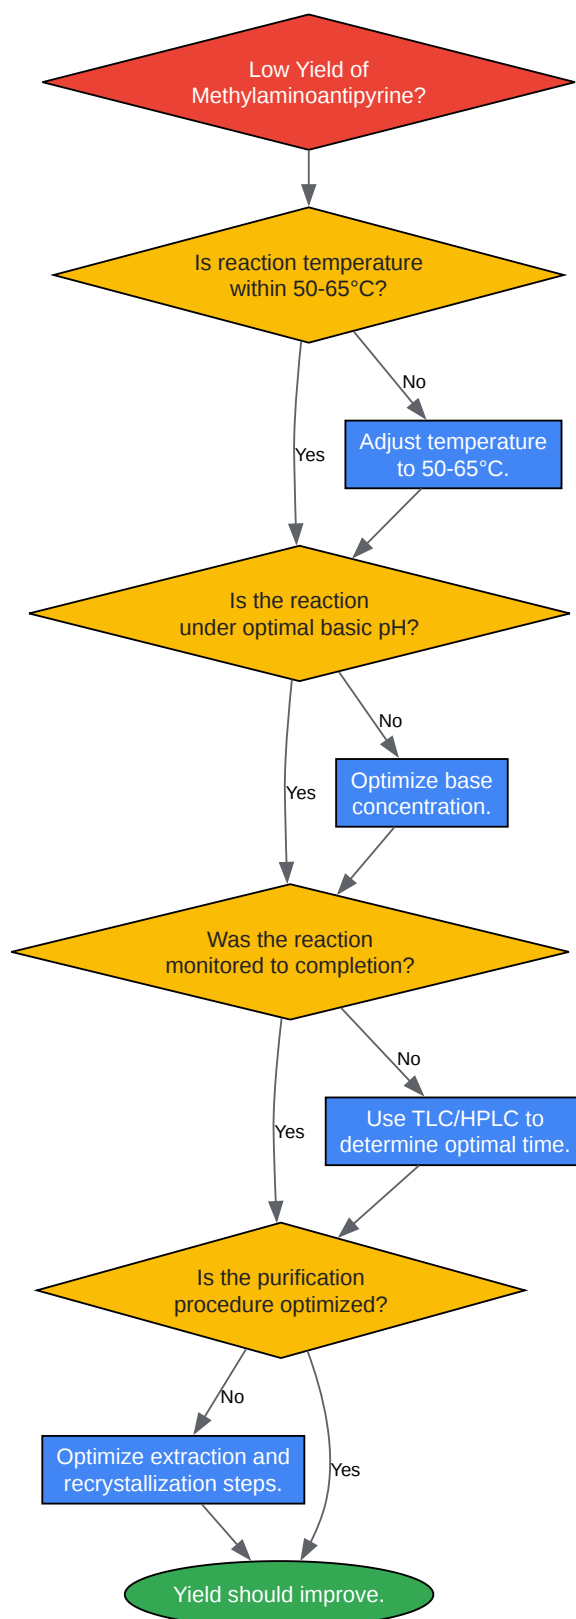 Low Yield of
Methylaminoantipyrine?
Is reaction temperature
within 50-65°C?
No
Adjust temperature
to 50-65°C.
Yes
Is the reaction
under optimal basic pH?
No
Optimize base
concentration.
Yes
Was the reaction
monitored to completion?
No
Use TLC/HPLC to
determine optimal time.
Yes
Is the purification
procedure optimized?
No
Optimize extraction and
recrystallization steps.
Yes
Yield should improve.